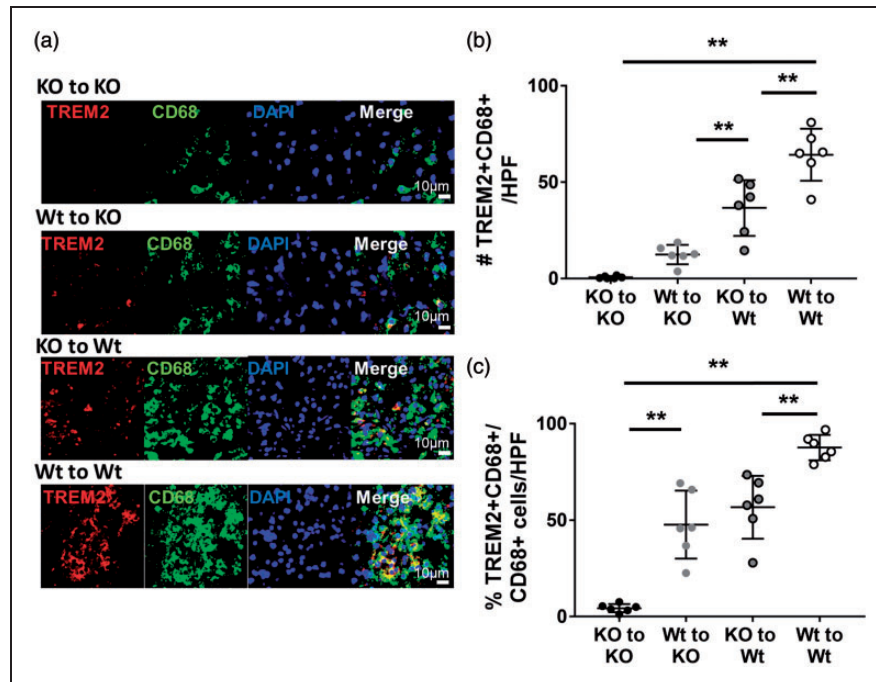 (a)
KO to KO
TREM2 CD68 DAPI Merge
10μm
Wt to KO
TREM2 CD68 DAPI Merge
10μm
KO to Wt
TREM2 CD68 DAPI Merge
10μm
Wt to Wt
TREM2 CD68 DAPI Merge
10μm
(b)
# TREM2+CD68+
/HPF
100
50
0
**
**
**
KO to Wt to KO to Wt to
KO KO Wt Wt
(c)
% TREM2+CD68+/
CD68+ cells/HPF
100
50
0
**
**
**
KO to Wt to KO to Wt to
KO KO Wt Wt